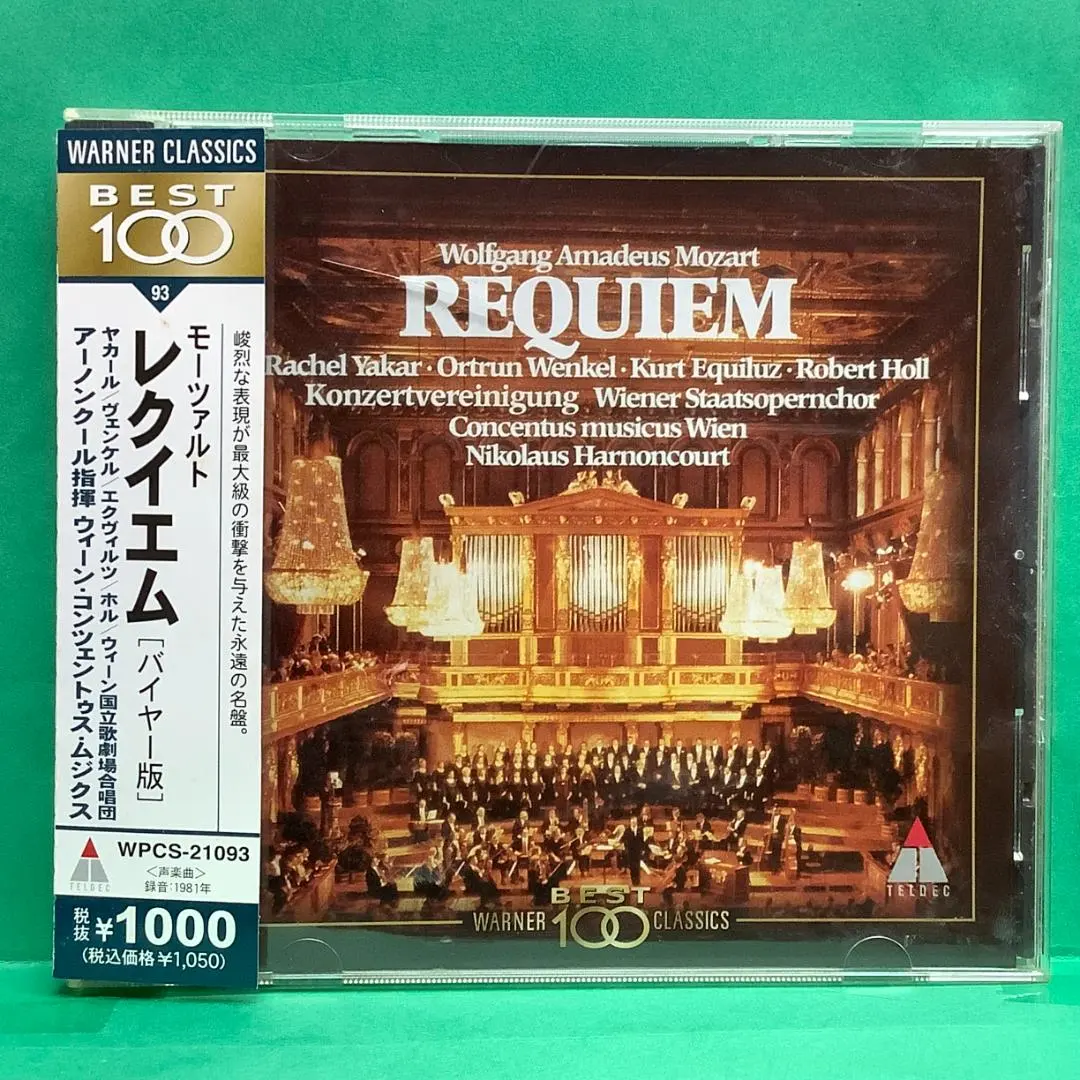 WARNER CLASSICS
BEST
100
93
峻烈な表現が最大級の衝撃を与えた永遠の名盤。
モーツァルト
レクイエム[バイヤー版]
ヤカール/ヴェンケル/エクヴィルツ/ホル/ウィーン国立歌劇場合唱団
アーノンクール指揮 ウィーン・コンツェントゥス・ムジクス
TELDEC
WPCS-21093
〈声楽曲〉
録音:1981年
税抜 ¥1000
(税込価格¥1,050)
Wolfgang Amadeus Mozart
REQUIEM
Rachel Yakar · Ortrun Wenkel · Kurt Equiluz · Robert Holl
Konzertvereinigung Wiener Staatsopernchor
Concentus musicus Wien
Nikolaus Harnoncourt
TELDEC
BEST
WARNER 100 CLASSICS